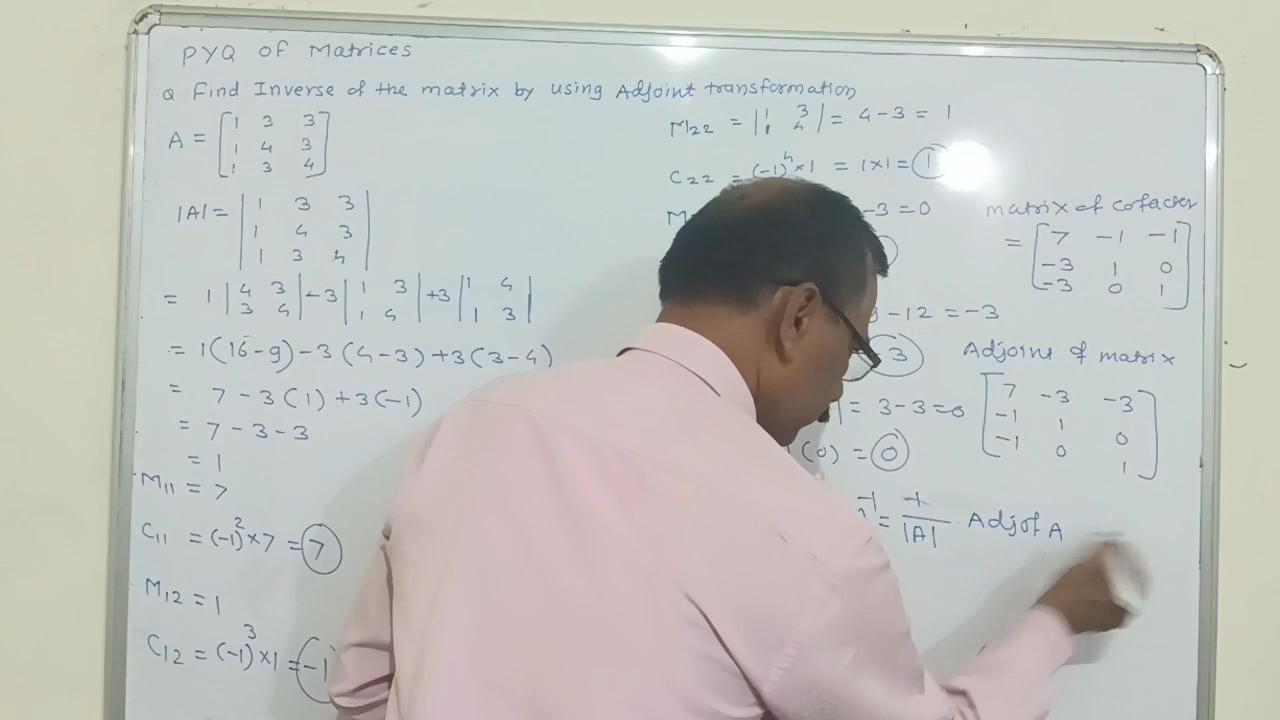 PYQ of Matrices
Q Find Inverse of the matrix by using Adjoint transformation
A = [1 3 3
1 4 3
1 3 4]
|A| = |1 3 3
1 4 3
1 3 4|
= 1 |4 3 / 3 4| -3 |1 3 / 1 4| +3 |1 4 / 1 3|
= 1(16-9) -3(4-3) +3(3-4)
= 7 - 3(1) + 3(-1)
= 7 - 3 - 3
= 1
M11 = 7
C11 = (-1)^2 × 7 = 7
M12 = 1
C12 = (-1)^3 × 1 = -1
M22 = |1 3 / 1 4| = 4 - 3 = 1
C22 = (-1)^4 × 1 = 1×1 = 1
M
-3 = 0
-12 = -3
3
= 3-3=0
(0) = 0
-1 = 1/|A| Adj of A
matrix of cofacter
= [7 -1 -1
-3 1 0
-3 0 1]
Adjoint of matrix
[7 -3 -3
-1 1 0
-1 0 1]